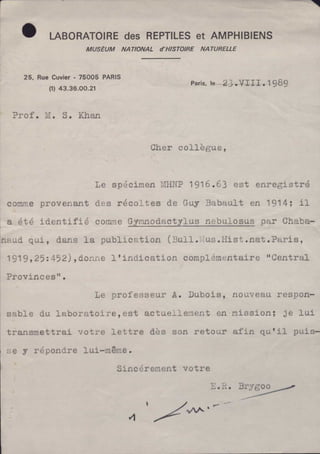 LABORATOIRE des REPTILES et AMPHIBIENS
MUSÉUM NATIONAL d'HISTOIRE NATURELLE
25, Rue Cuvier - 75005 PARIS
(1) 43.36.00.21
Paris, le 23.VIII.1989
Prof. M. S. Khan
Cher collègue,
Le spécimen MHNP 1916.63 est enregistré
comme provenant des récoltes de Guy Babault en 1914; il
a été identifié comme Gymnodactylus nebulosus par Chaba-
naud qui, dans la publication (Bull.Mus.Hist.nat.Paris,
1919,25:452),donne l'indication complémentaire "Central
Provinces".
Le professeur A. Dubois, nouveau respon-
sable du laboratoire,est actuellement en mission; je lui
transmettrai votre lettre dès son retour afin qu'il puis-
se y répondre lui-même.
Sincérement votre
E.R. Brygoo